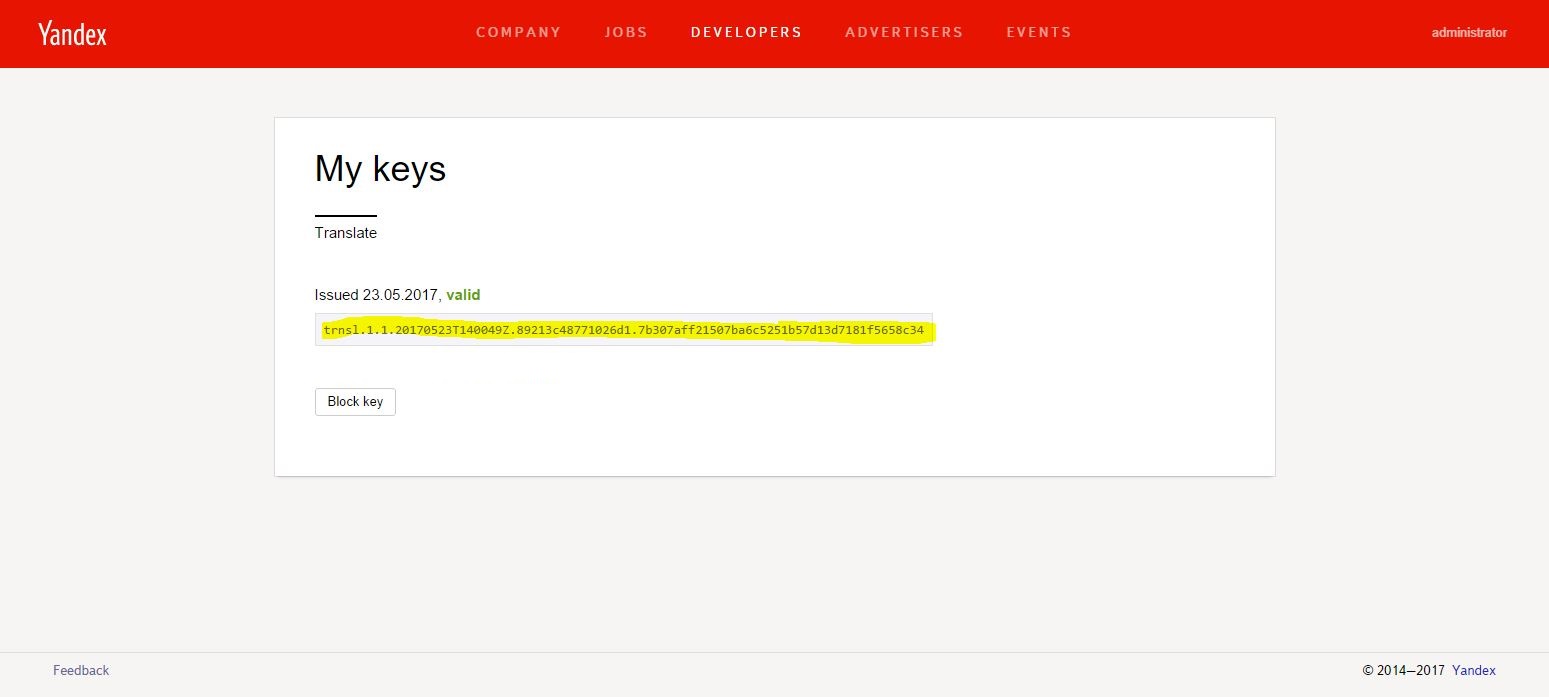 Yandex
COMPANY JOBS DEVELOPERS ADVERTISERS EVENTS
administrator
My keys
Translate
Issued 23.05.2017, valid
trnsl.1.1.20170523T140049Z.89213c48771026d1.7b307aff21507ba6c5251b57d13d7181f5658c34
Block key
Feedback
© 2014—2017 Yandex